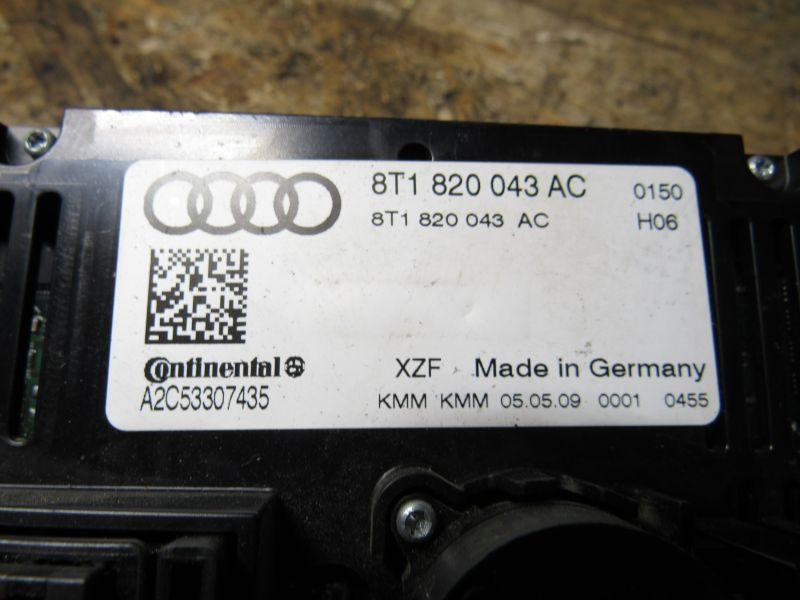 8T1 820 043 AC 0150
8T1 820 043 AC H06
Continental
XZF Made in Germany
A2C53307435
KMM KMM 05.05.09 0001 0455